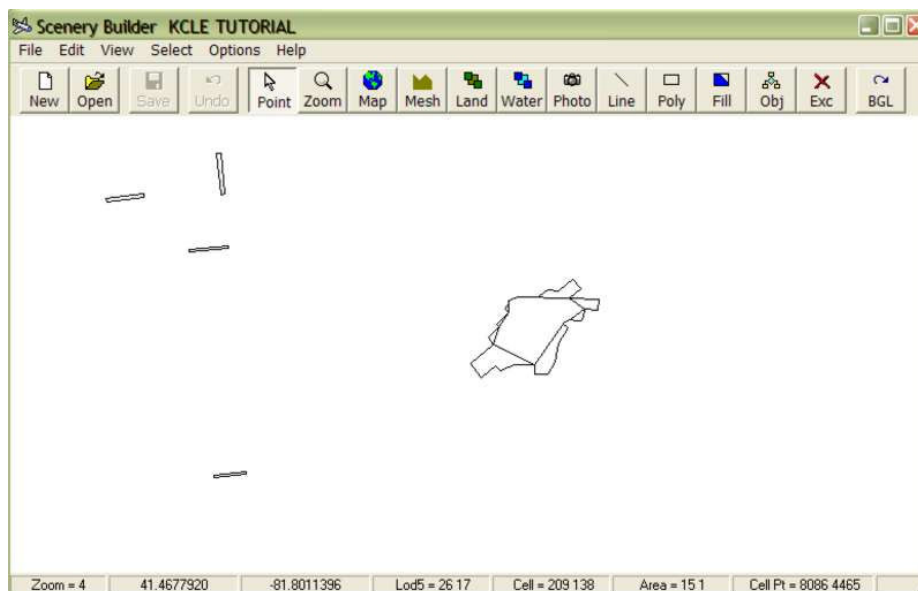 Scenery Builder KCLE TUTORIAL
File Edit View Select Options Help
New Open Save Undo Point Zoom Map Mesh Land Water Photo Line Poly Fill Obj Exc BGL
Zoom = 4 41.4677920 -81.8011396 Lod5 = 26 17 Cell = 209 138 Area = 15 1 Cell Pt = 8086 4465